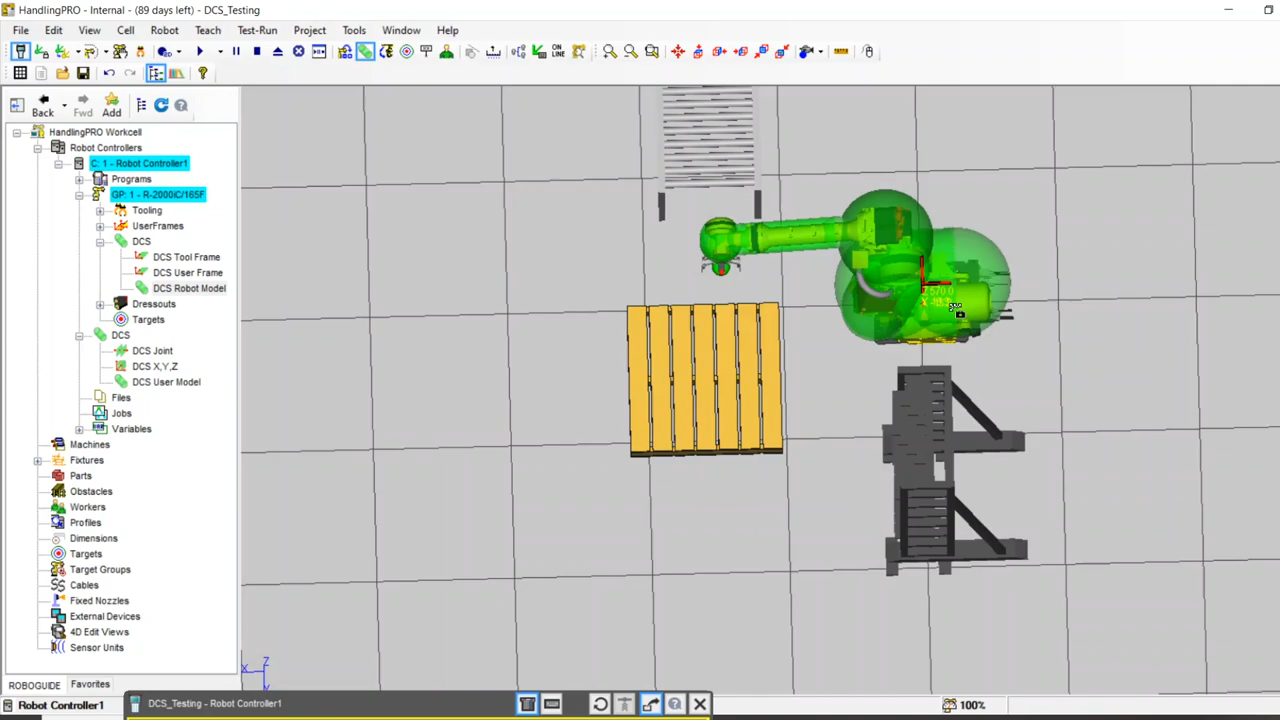 HandlingPRO - Internal - (89 days left) - DCS_Testing
File Edit View Cell Robot Teach Test-Run Project Tools Window Help
ON LINE
Back Fwd Add
HandlingPRO Workcell
Robot Controllers
C: 1 - Robot Controller1
Programs
GP: 1 - R-2000iC/165F
Tooling
UserFrames
DCS
DCS Tool Frame
DCS User Frame
DCS Robot Model
Dressouts
Targets
DCS
DCS Joint
DCS X,Y,Z
DCS User Model
Files
Jobs
Variables
Machines
Fixtures
Parts
Obstacles
Workers
Profiles
Dimensions
Targets
Target Groups
Cables
Fixed Nozzles
External Devices
4D Edit Views
Sensor Units
X Z
ROBOGUIDE Favorites
Robot Controller1
DCS_Testing - Robot Controller1
100%